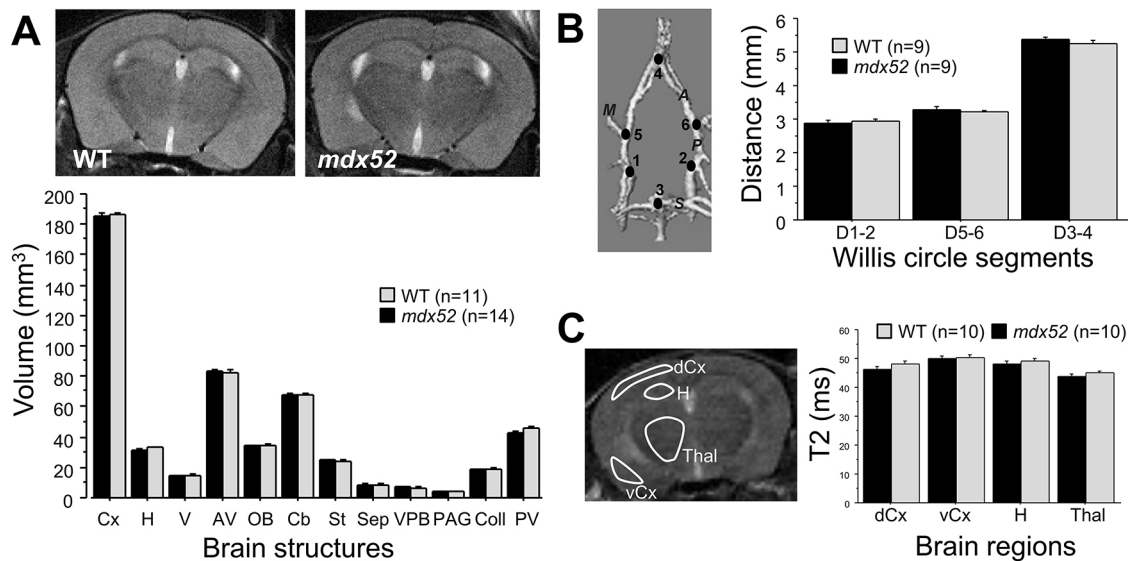 A
WT
mdx52
Volume (mm³)
200
180
160
140
120
100
80
60
40
20
0
WT (n=11)
mdx52 (n=14)
Cx H V AV OB Cb St Sep VPB PAG Coll PV
Brain structures
B
4
A
M
6
5
P
2
1
3
S
Distance (mm)
6
5
4
3
2
1
0
WT (n=9)
mdx52 (n=9)
D1-2 D5-6 D3-4
Willis circle segments
C
dCx
H
Thal
vCx
T2 (ms)
60
50
40
30
20
10
0
WT (n=10) mdx52 (n=10)
dCx vCx H Thal
Brain regions